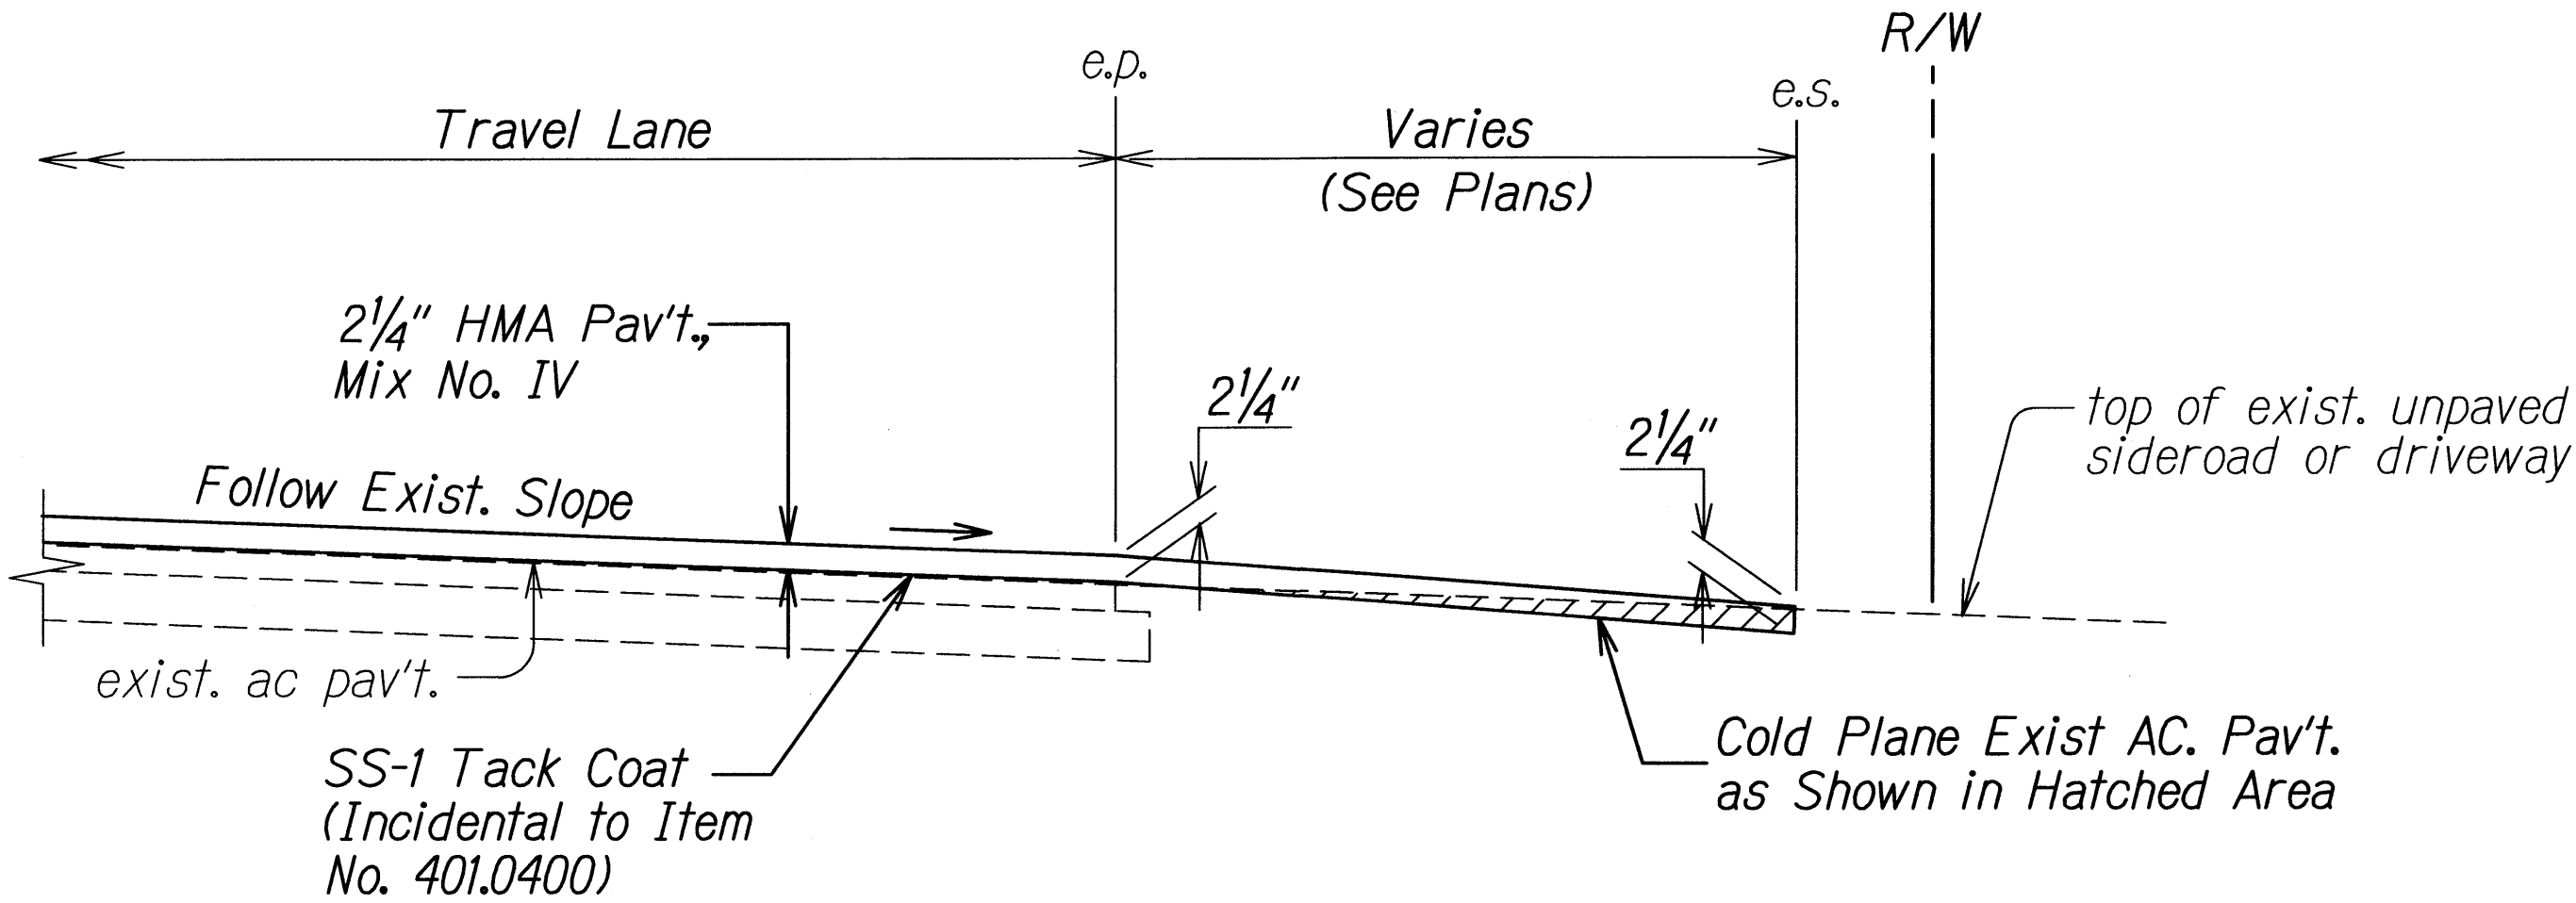 R/W
e.p.
e.s.
Travel Lane
Varies
(See Plans)
2¼" HMA Pav't.,
Mix No. IV
2¼"
2¼"
top of exist. unpaved
sideroad or driveway
Follow Exist. Slope
exist. ac pav't.
SS-1 Tack Coat
(Incidental to Item
No. 401.0400)
Cold Plane Exist AC. Pav't.
as Shown in Hatched Area